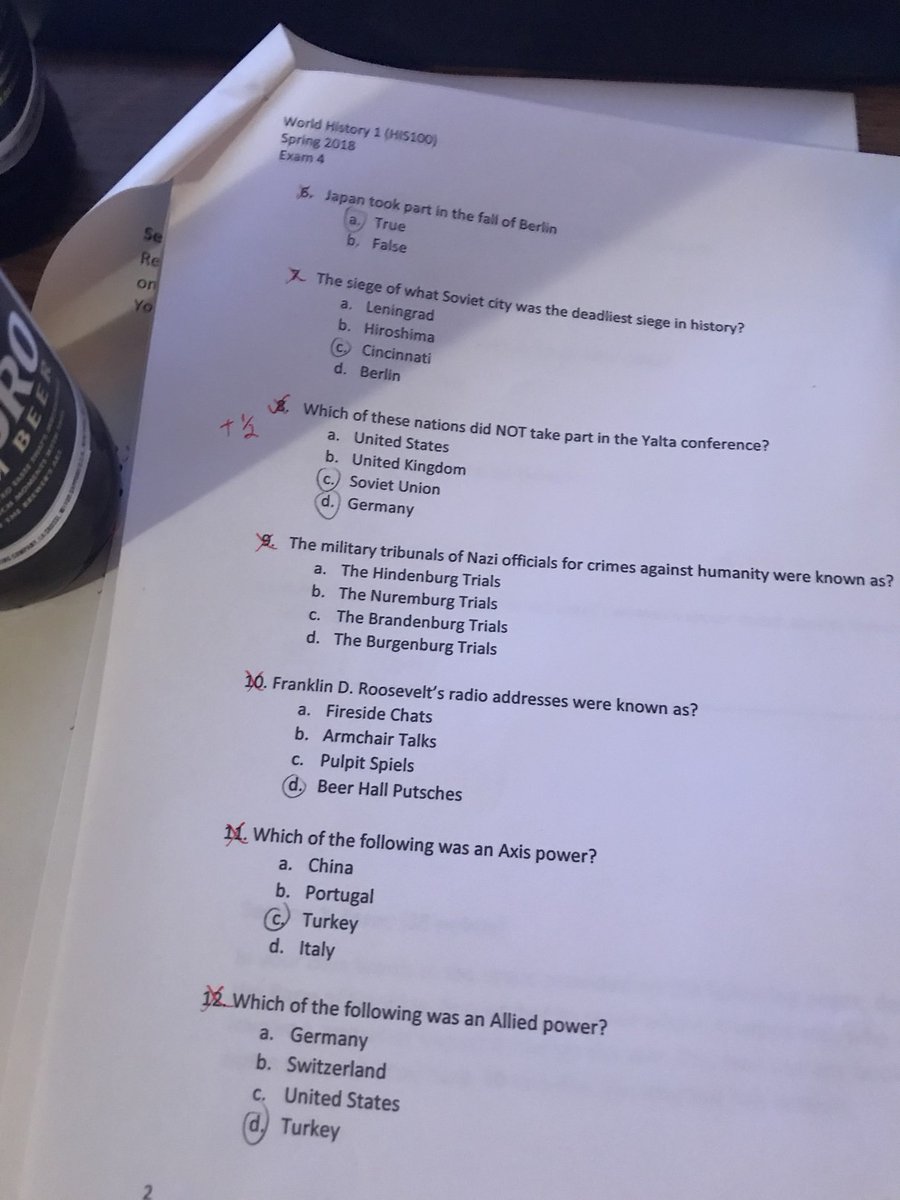 World History 1 (HIS100)
Spring 2018
Exam 4
6. Japan took part in the fall of Berlin
a. True
b. False
7. The siege of what Soviet city was the deadliest siege in history?
a. Leningrad
b. Hiroshima
c. Cincinnati
d. Berlin
+ 1/2
8. Which of these nations did NOT take part in the Yalta conference?
a. United States
b. United Kingdom
c. Soviet Union
d. Germany
9. The military tribunals of Nazi officials for crimes against humanity were known as?
a. The Hindenburg Trials
b. The Nuremburg Trials
c. The Brandenburg Trials
d. The Burgenburg Trials
10. Franklin D. Roosevelt's radio addresses were known as?
a. Fireside Chats
b. Armchair Talks
c. Pulpit Spiels
d. Beer Hall Putsches
11. Which of the following was an Axis power?
a. China
b. Portugal
c. Turkey
d. Italy
12. Which of the following was an Allied power?
a. Germany
b. Switzerland
c. United States
d. Turkey
2
Se
Re
on
Yo
BEER